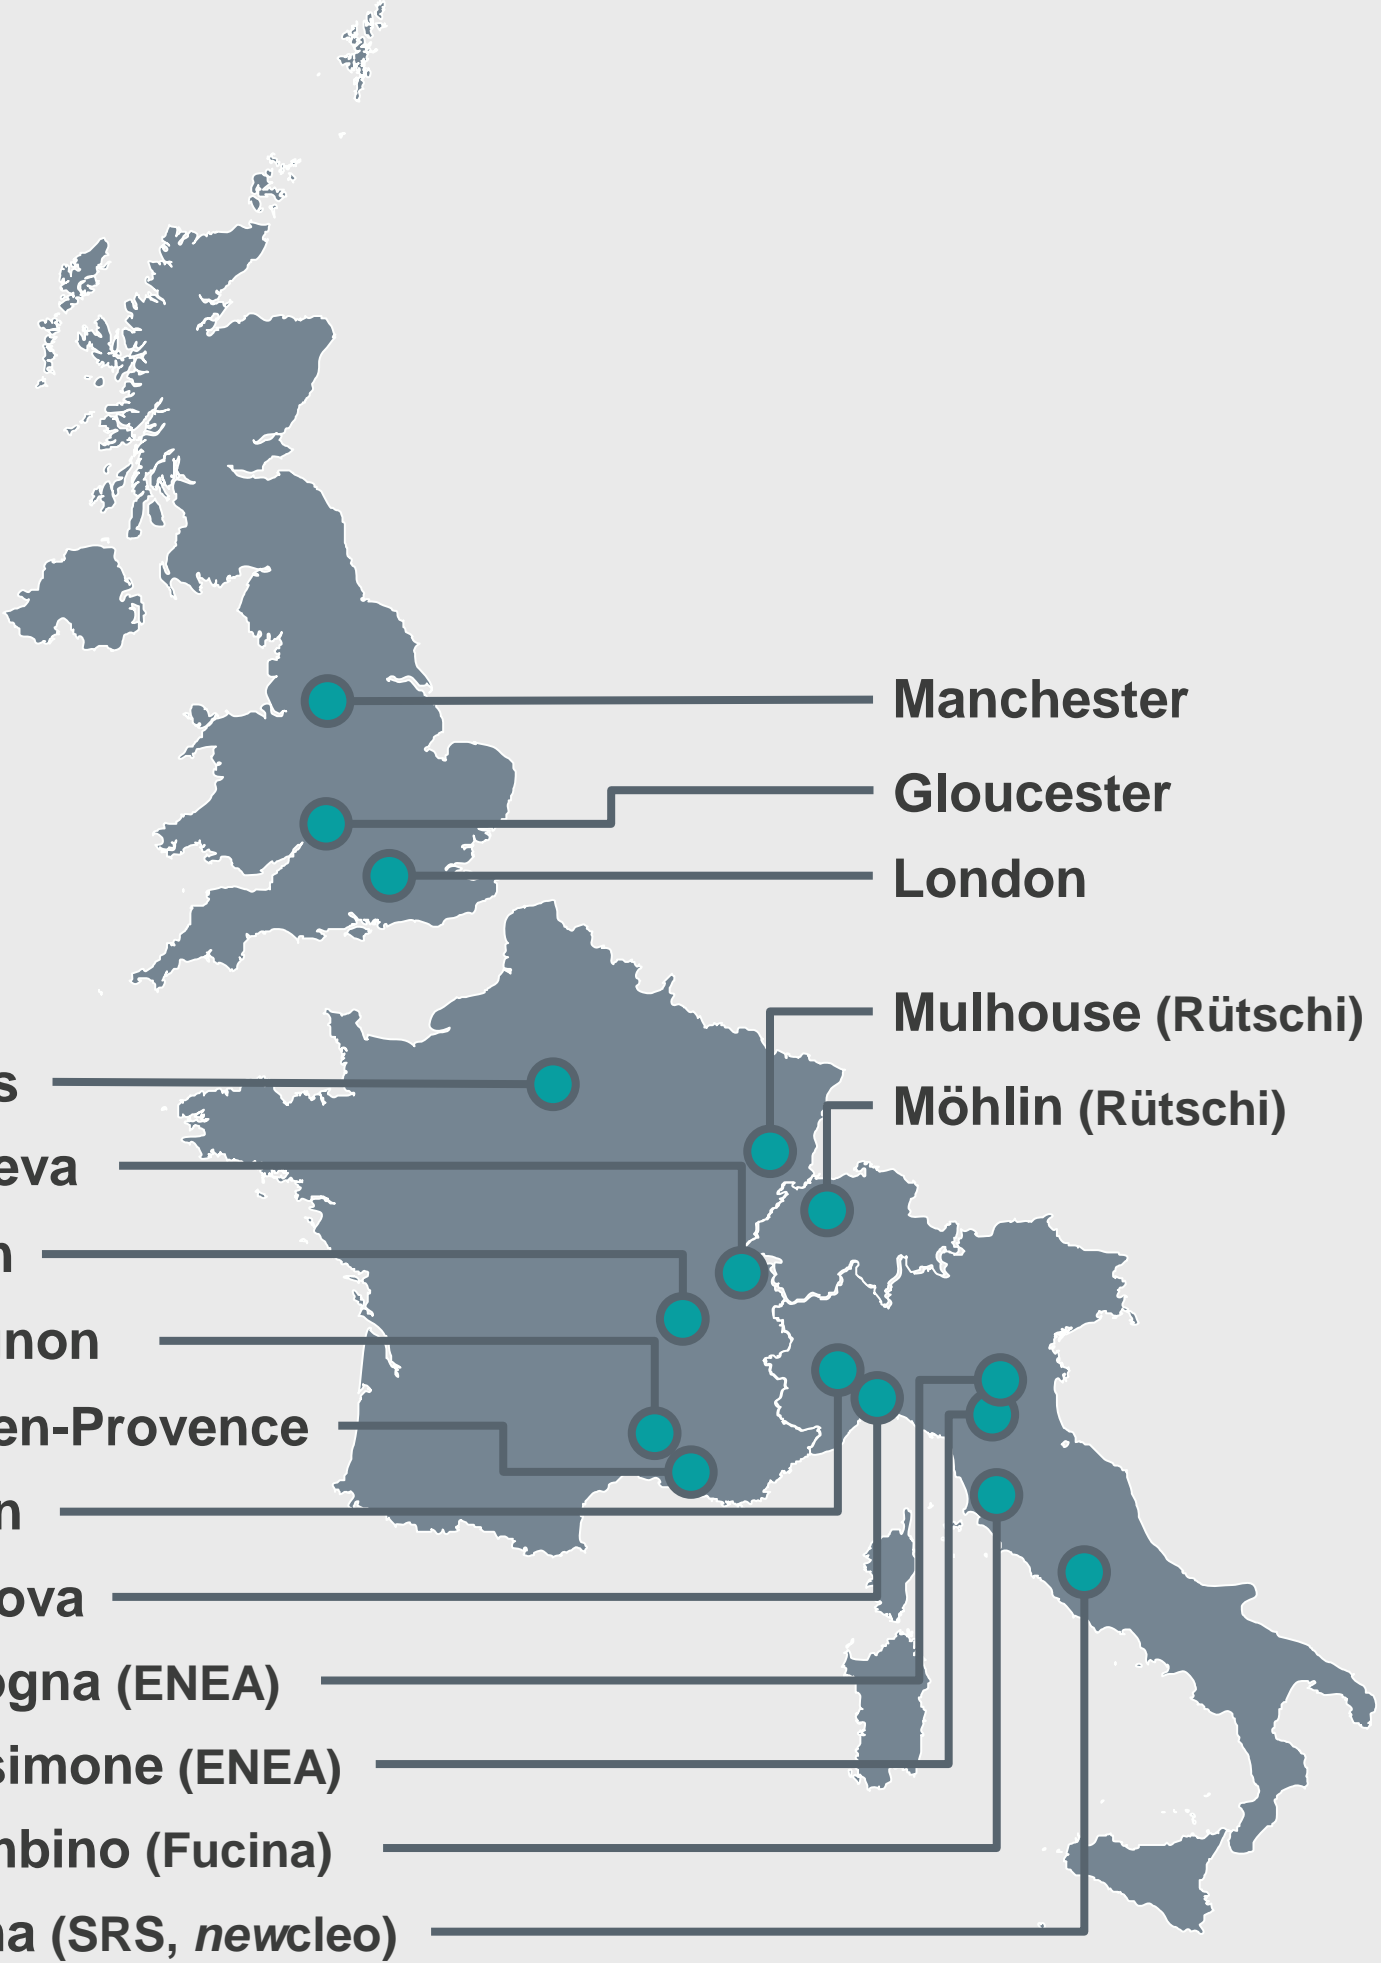 Manchester
Gloucester
London
Mulhouse (Rütschi)
Möhlin (Rütschi)
s
eva
n
non
en-Provence
n
ova
ogna (ENEA)
simone (ENEA)
mbino (Fucina)
na (SRS, newcleo)